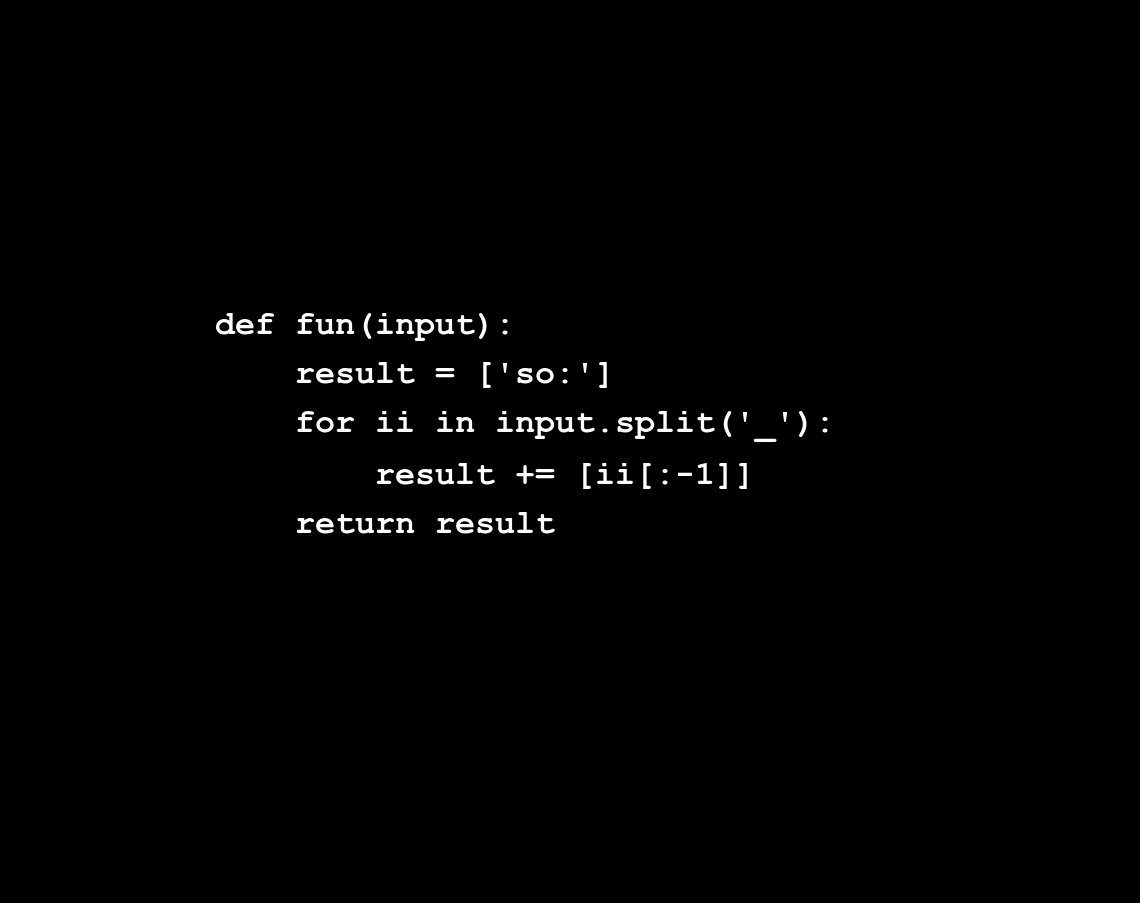 def fun(input):
    result = ['so:']
    for ii in input.split('_'):
        result += [ii[:-1]]
    return result